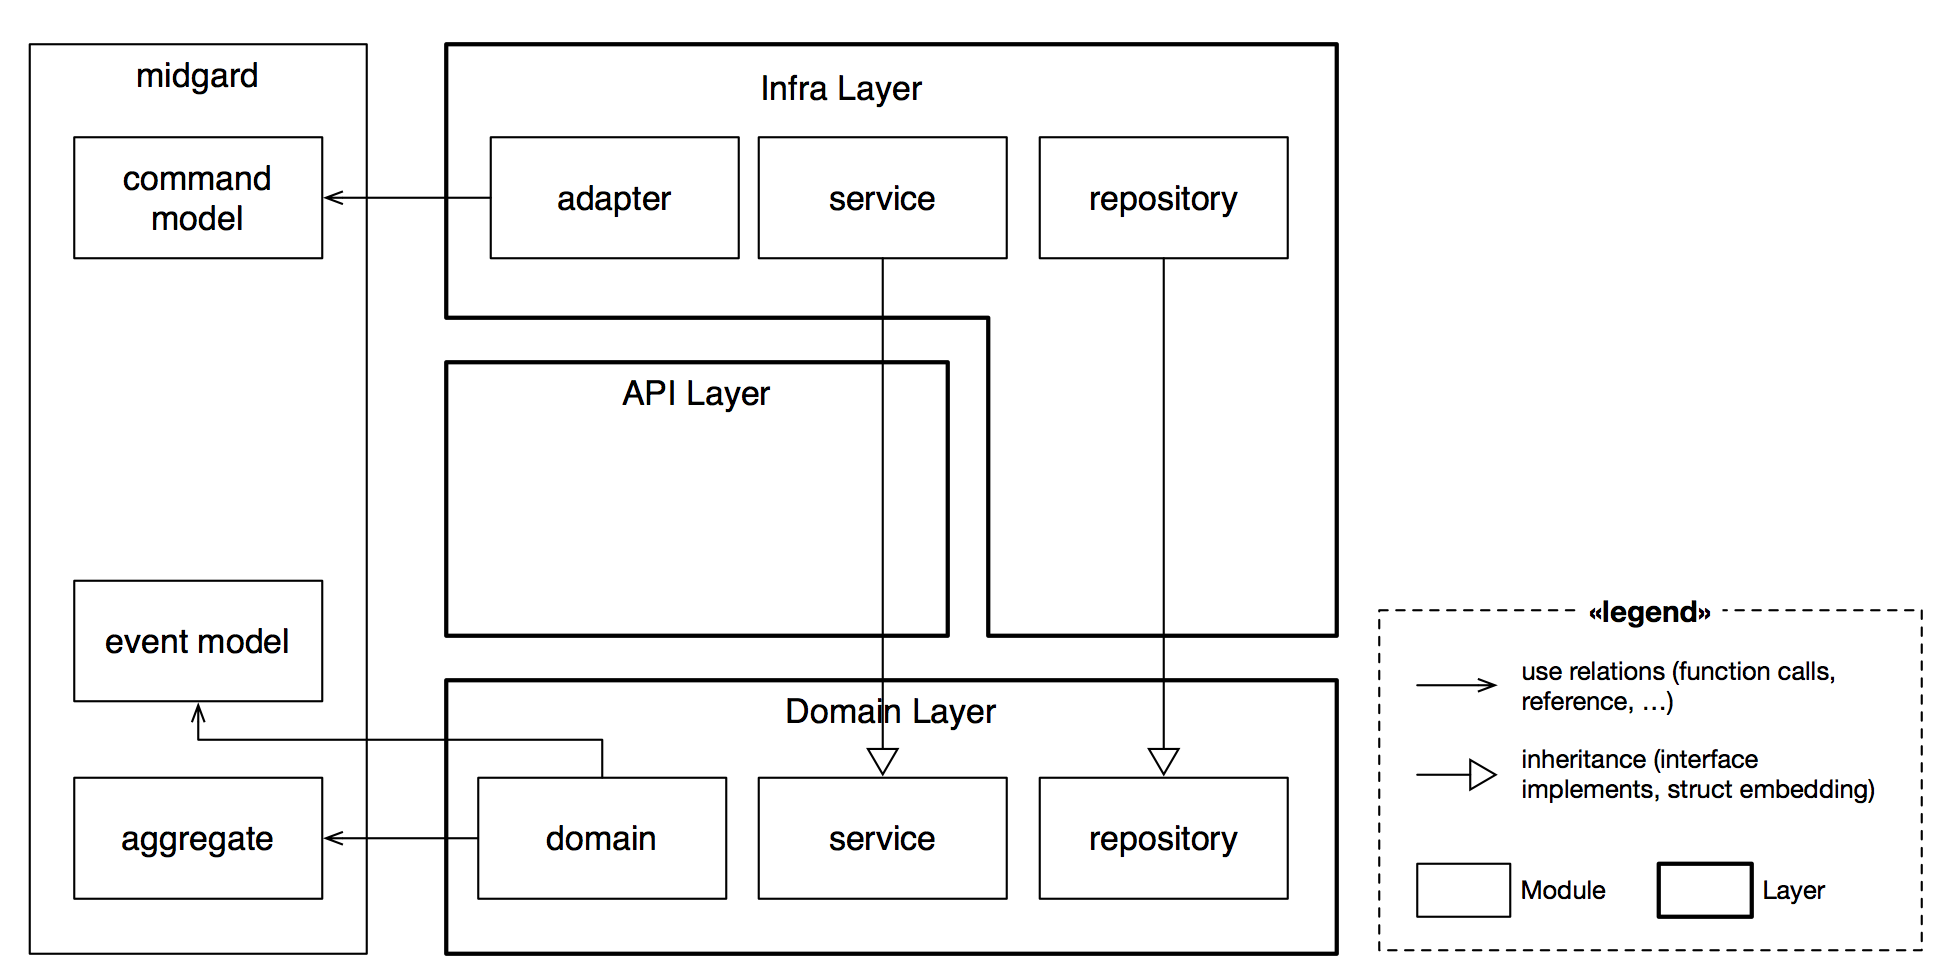 midgard
command
model
event model
aggregate
Infra Layer
adapter
service
repository
API Layer
Domain Layer
domain
service
repository
«legend»
use relations (function calls,
reference, …)
inheritance (interface
implements, struct embedding)
Module
Layer